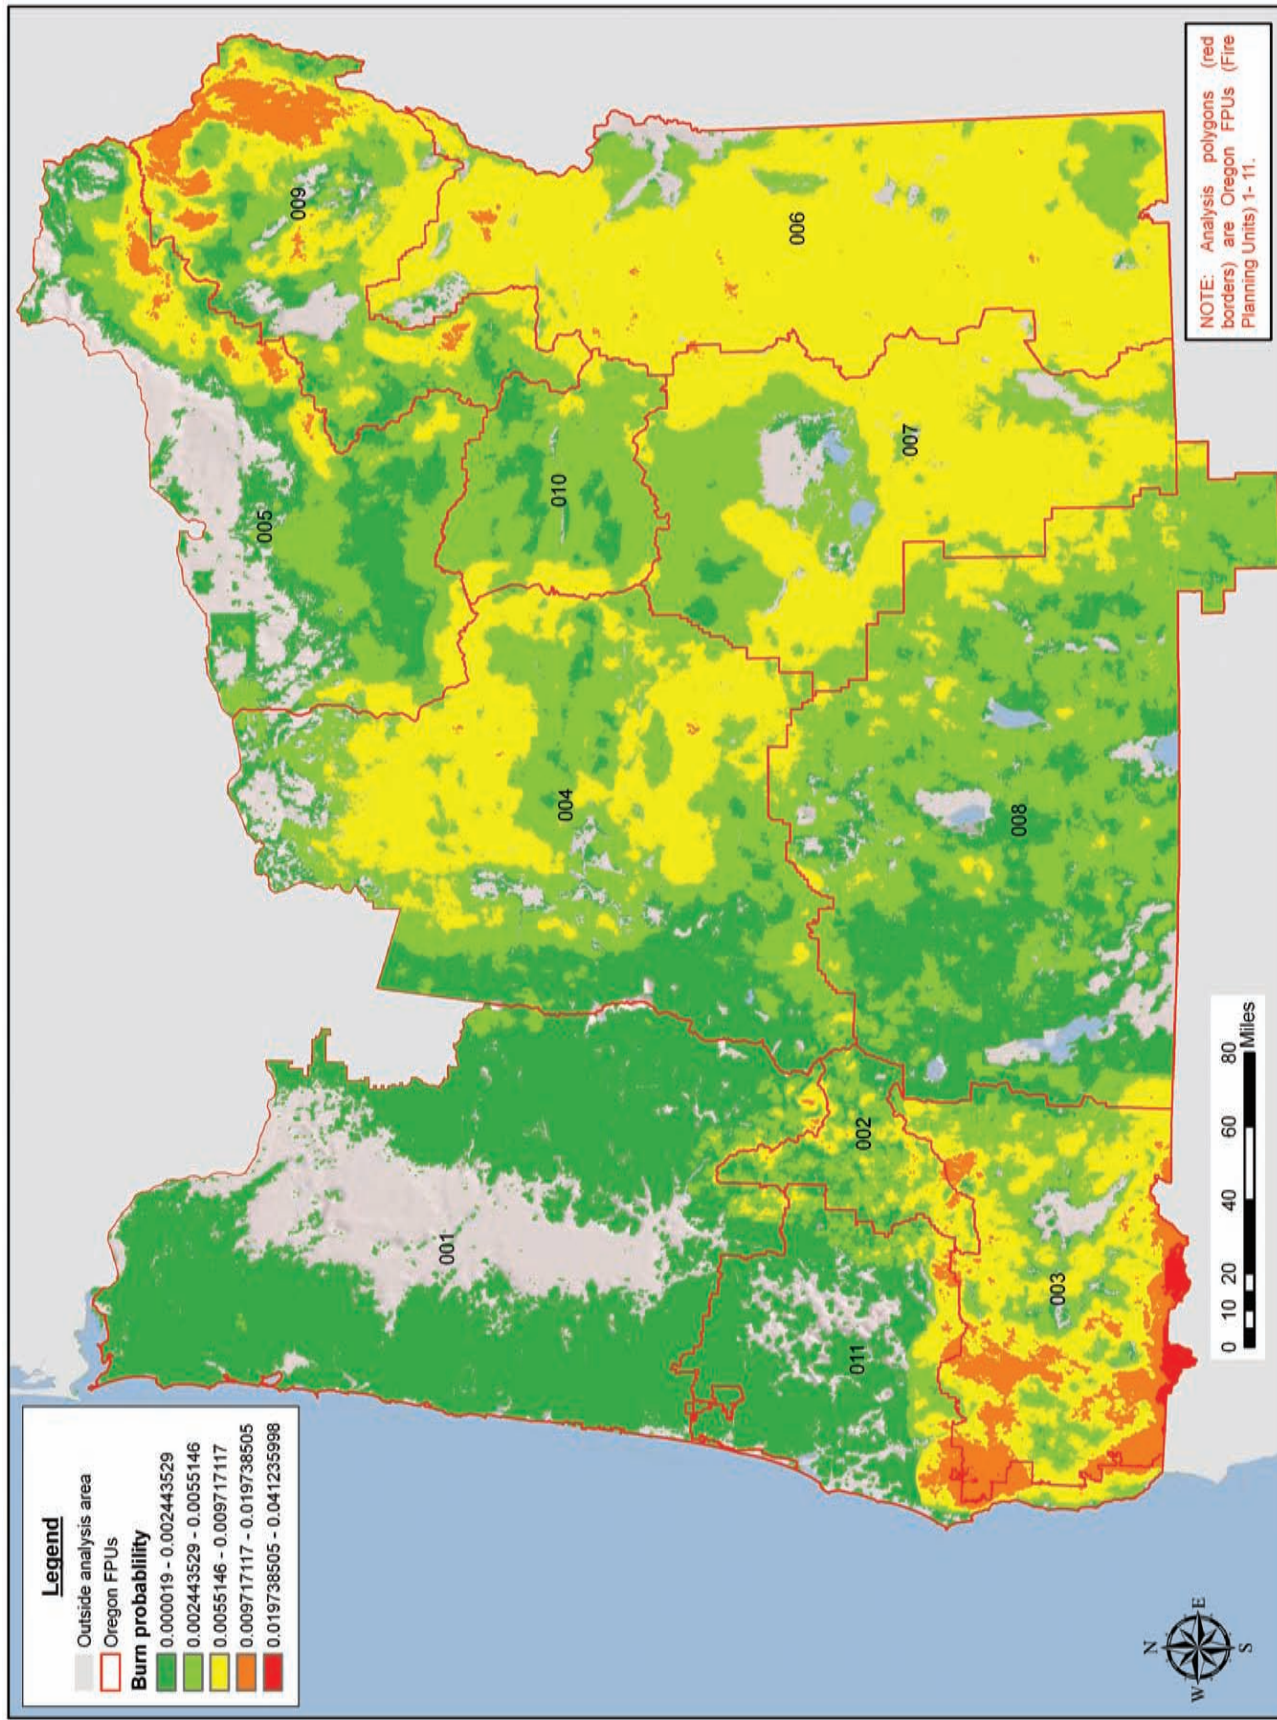 Legend
Outside analysis area
Oregon FPUs
Burn probablility
0.000019 - 0.002443529
0.002443529 - 0.0055146
0.0055146 - 0.009717117
0.009717117 - 0.019738505
0.019738505 - 0.041235998
001
005
009
004
010
006
011
002
007
003
008
N
W
E
S
0 10 20 40 60 80
Miles
NOTE: Analysis polygons (red
borders) are Oregon FPUs (Fire
Planning Units) 1- 11.